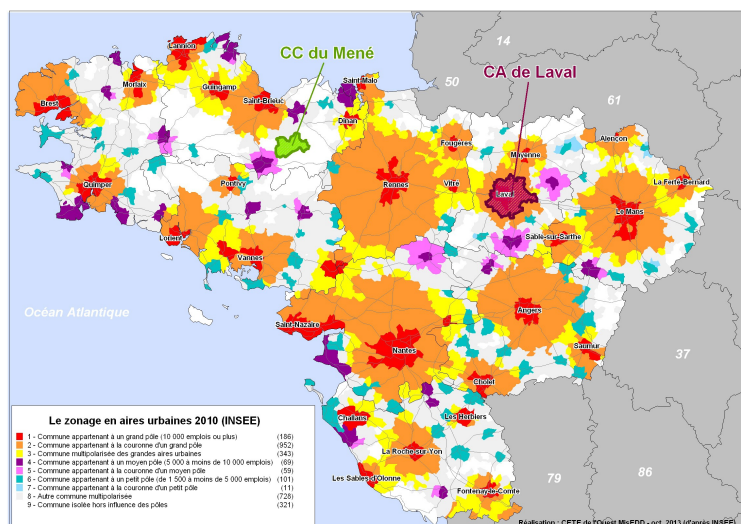 14
50
61
CC du Mené
CA de Laval
Lannion
Morlaix
Guingamp
Saint-Malo
Brest
Saint-Brieuc
Dinan
Fougères
Mayenne
Alençon
Quimper
Pontivy
Rennes
Vitré
Laval
La Ferté-Bernard
Le Mans
Lorient
Vannes
Sablé-sur-Sarthe
Océan Atlantique
Saint-Nazaire
Nantes
Angers
Saumur
37
Cholet
Challans
Les Herbiers
La Roche-sur-Yon
Les Sables d'Olonne
Fontenay-le-Comte
79
86
Le zonage en aires urbaines 2010 (INSEE)
1 - Commune appartenant à un grand pôle (10 000 emplois ou plus) (186)
2 - Commune appartenant à la couronne d'un grand pôle (952)
3 - Commune multipolarisée des grandes aires urbaines (343)
4 - Commune appartenant à un moyen pôle (5 000 à moins de 10 000 emplois) (69)
5 - Commune appartenant à la couronne d'un moyen pôle (59)
6 - Commune appartenant à un petit pôle (de 1 500 à moins de 5 000 emplois) (101)
7 - Commune appartenant à la couronne d'un petit pôle (11)
8 - Autre commune multipolarisée (728)
9 - Commune isolée hors influence des pôles (321)
Réalisation : CETE de l'Ouest MisEDD - oct. 2013 (d'après INSEE)